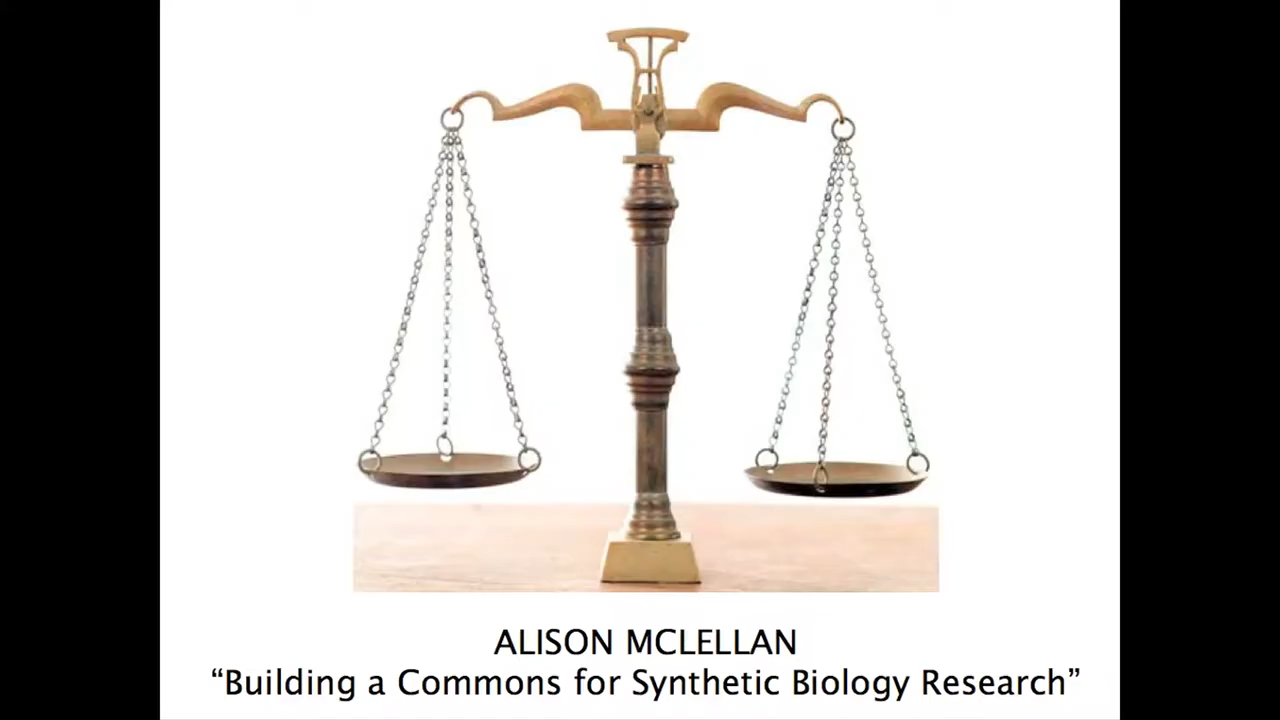 ALISON MCLELLAN
“Building a Commons for Synthetic Biology Research”